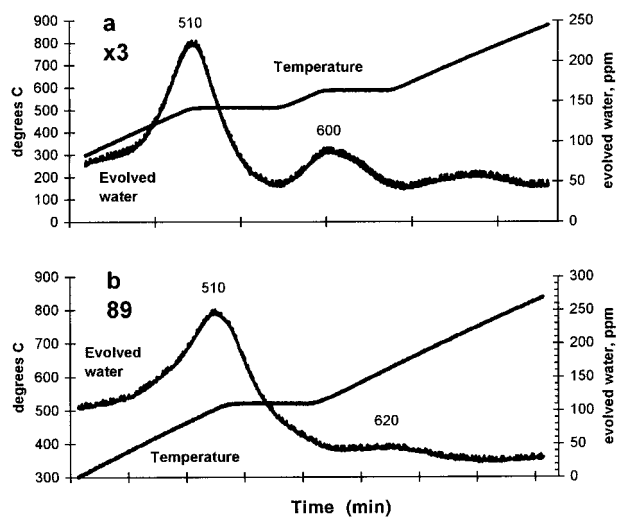 a
x3
510
Temperature
600
Evolved
water
degrees C
900
800
700
600
500
400
300
200
100
0
250
200
150
100
50
0
evolved water, ppm
b
89
510
Evolved
water
620
Temperature
degrees C
900
800
700
600
500
400
300
300
250
200
150
100
50
0
evolved water, ppm
Time (min)